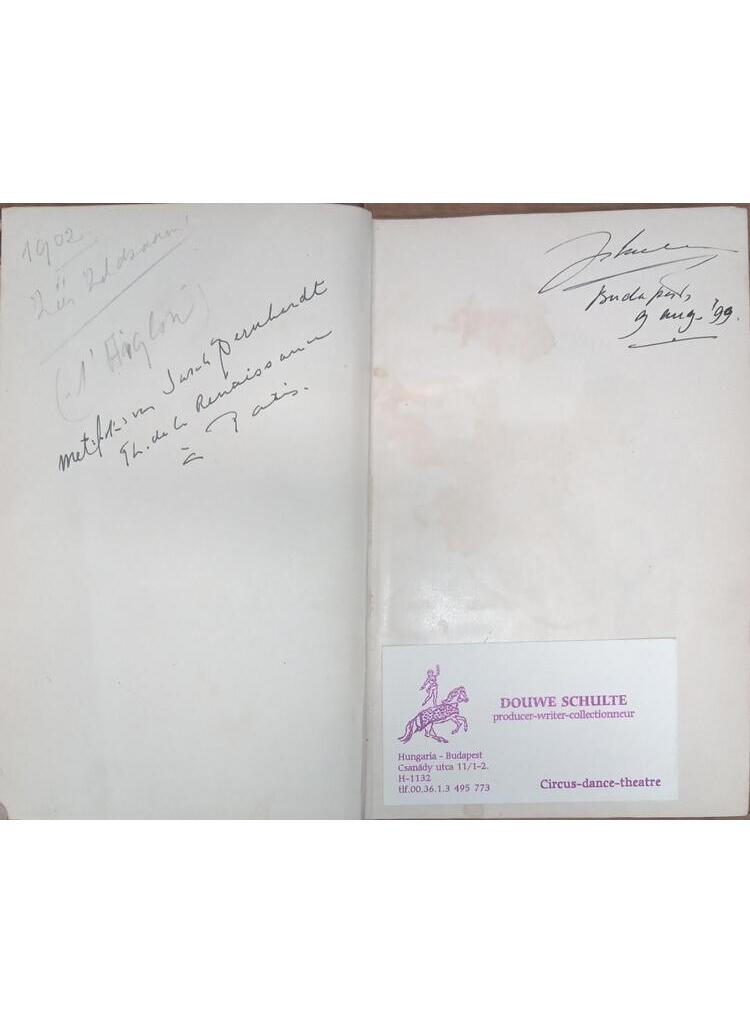 1902
(l'Aiglon)
Sarah Bernhardt
Th. de la Renaissance
à Paris.
Budapest,
9 aug. '99.
DOUWE SCHULTE
producer-writer-collectionneur
Hungaria - Budapest
Csanády utca 11/1-2.
H-1132
tlf.00.36.1.3 495 773
Circus-dance-theatre